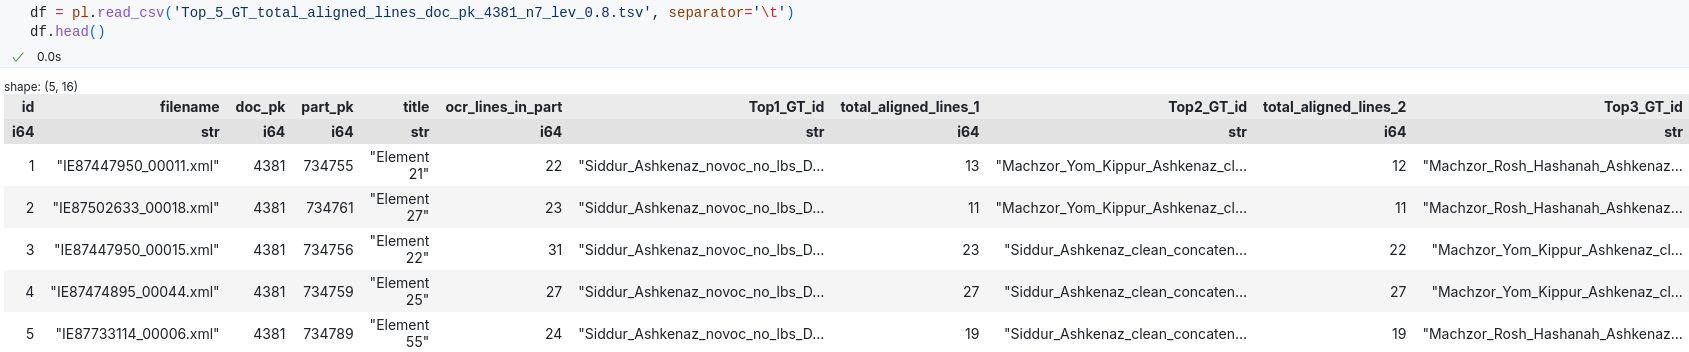 df = pl.read_csv('Top_5_GT_total_aligned_lines_doc_pk_4381_n7_lev_0.8.tsv', separator='\t')
df.head()
0.0s
shape: (5, 16)
id filename doc_pk part_pk title ocr_lines_in_part Top1_GT_id total_aligned_lines_1 Top2_GT_id total_aligned_lines_2 Top3_GT_id
i64 str i64 i64 str i64 str i64 str i64 str
1 "IE87447950_00011.xml" 4381 734755 "Element 21" 22 "Siddur_Ashkenaz_novoc_no_lbs_D… 13 "Machzor_Yom_Kippur_Ashkenaz_cl… 12 "Machzor_Rosh_Hashanah_Ashkenaz…
2 "IE87502633_00018.xml" 4381 734761 "Element 27" 23 "Siddur_Ashkenaz_novoc_no_lbs_D… 11 "Machzor_Yom_Kippur_Ashkenaz_cl… 11 "Machzor_Rosh_Hashanah_Ashkenaz…
3 "IE87447950_00015.xml" 4381 734756 "Element 22" 31 "Siddur_Ashkenaz_novoc_no_lbs_D… 23 "Siddur_Ashkenaz_clean_concaten… 22 "Machzor_Yom_Kippur_Ashkenaz_cl…
4 "IE87474895_00044.xml" 4381 734759 "Element 25" 27 "Siddur_Ashkenaz_novoc_no_lbs_D… 27 "Siddur_Ashkenaz_clean_concaten… 27 "Machzor_Yom_Kippur_Ashkenaz_cl…
5 "IE87733114_00006.xml" 4381 734789 "Element 55" 24 "Siddur_Ashkenaz_novoc_no_lbs_D… 19 "Siddur_Ashkenaz_clean_concaten… 19 "Machzor_Rosh_Hashanah_Ashkenaz…